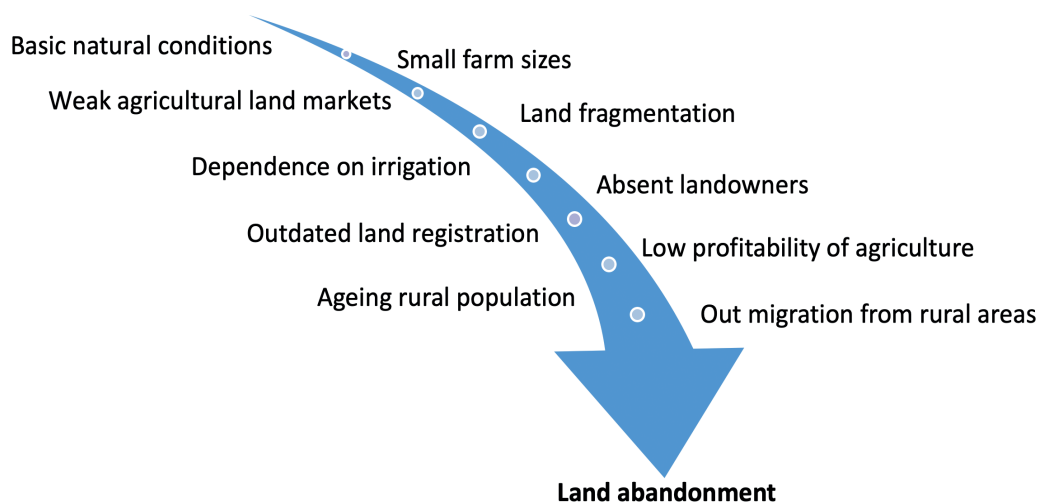 Basic natural conditions
Small farm sizes
Weak agricultural land markets
Land fragmentation
Dependence on irrigation
Absent landowners
Outdated land registration
Low profitability of agriculture
Ageing rural population
Out migration from rural areas
Land abandonment